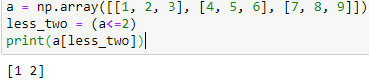 a = np.array([[1, 2, 3], [4, 5, 6], [7, 8, 9]])
less_two = (a<=2)
print(a[less_two])
[1 2]